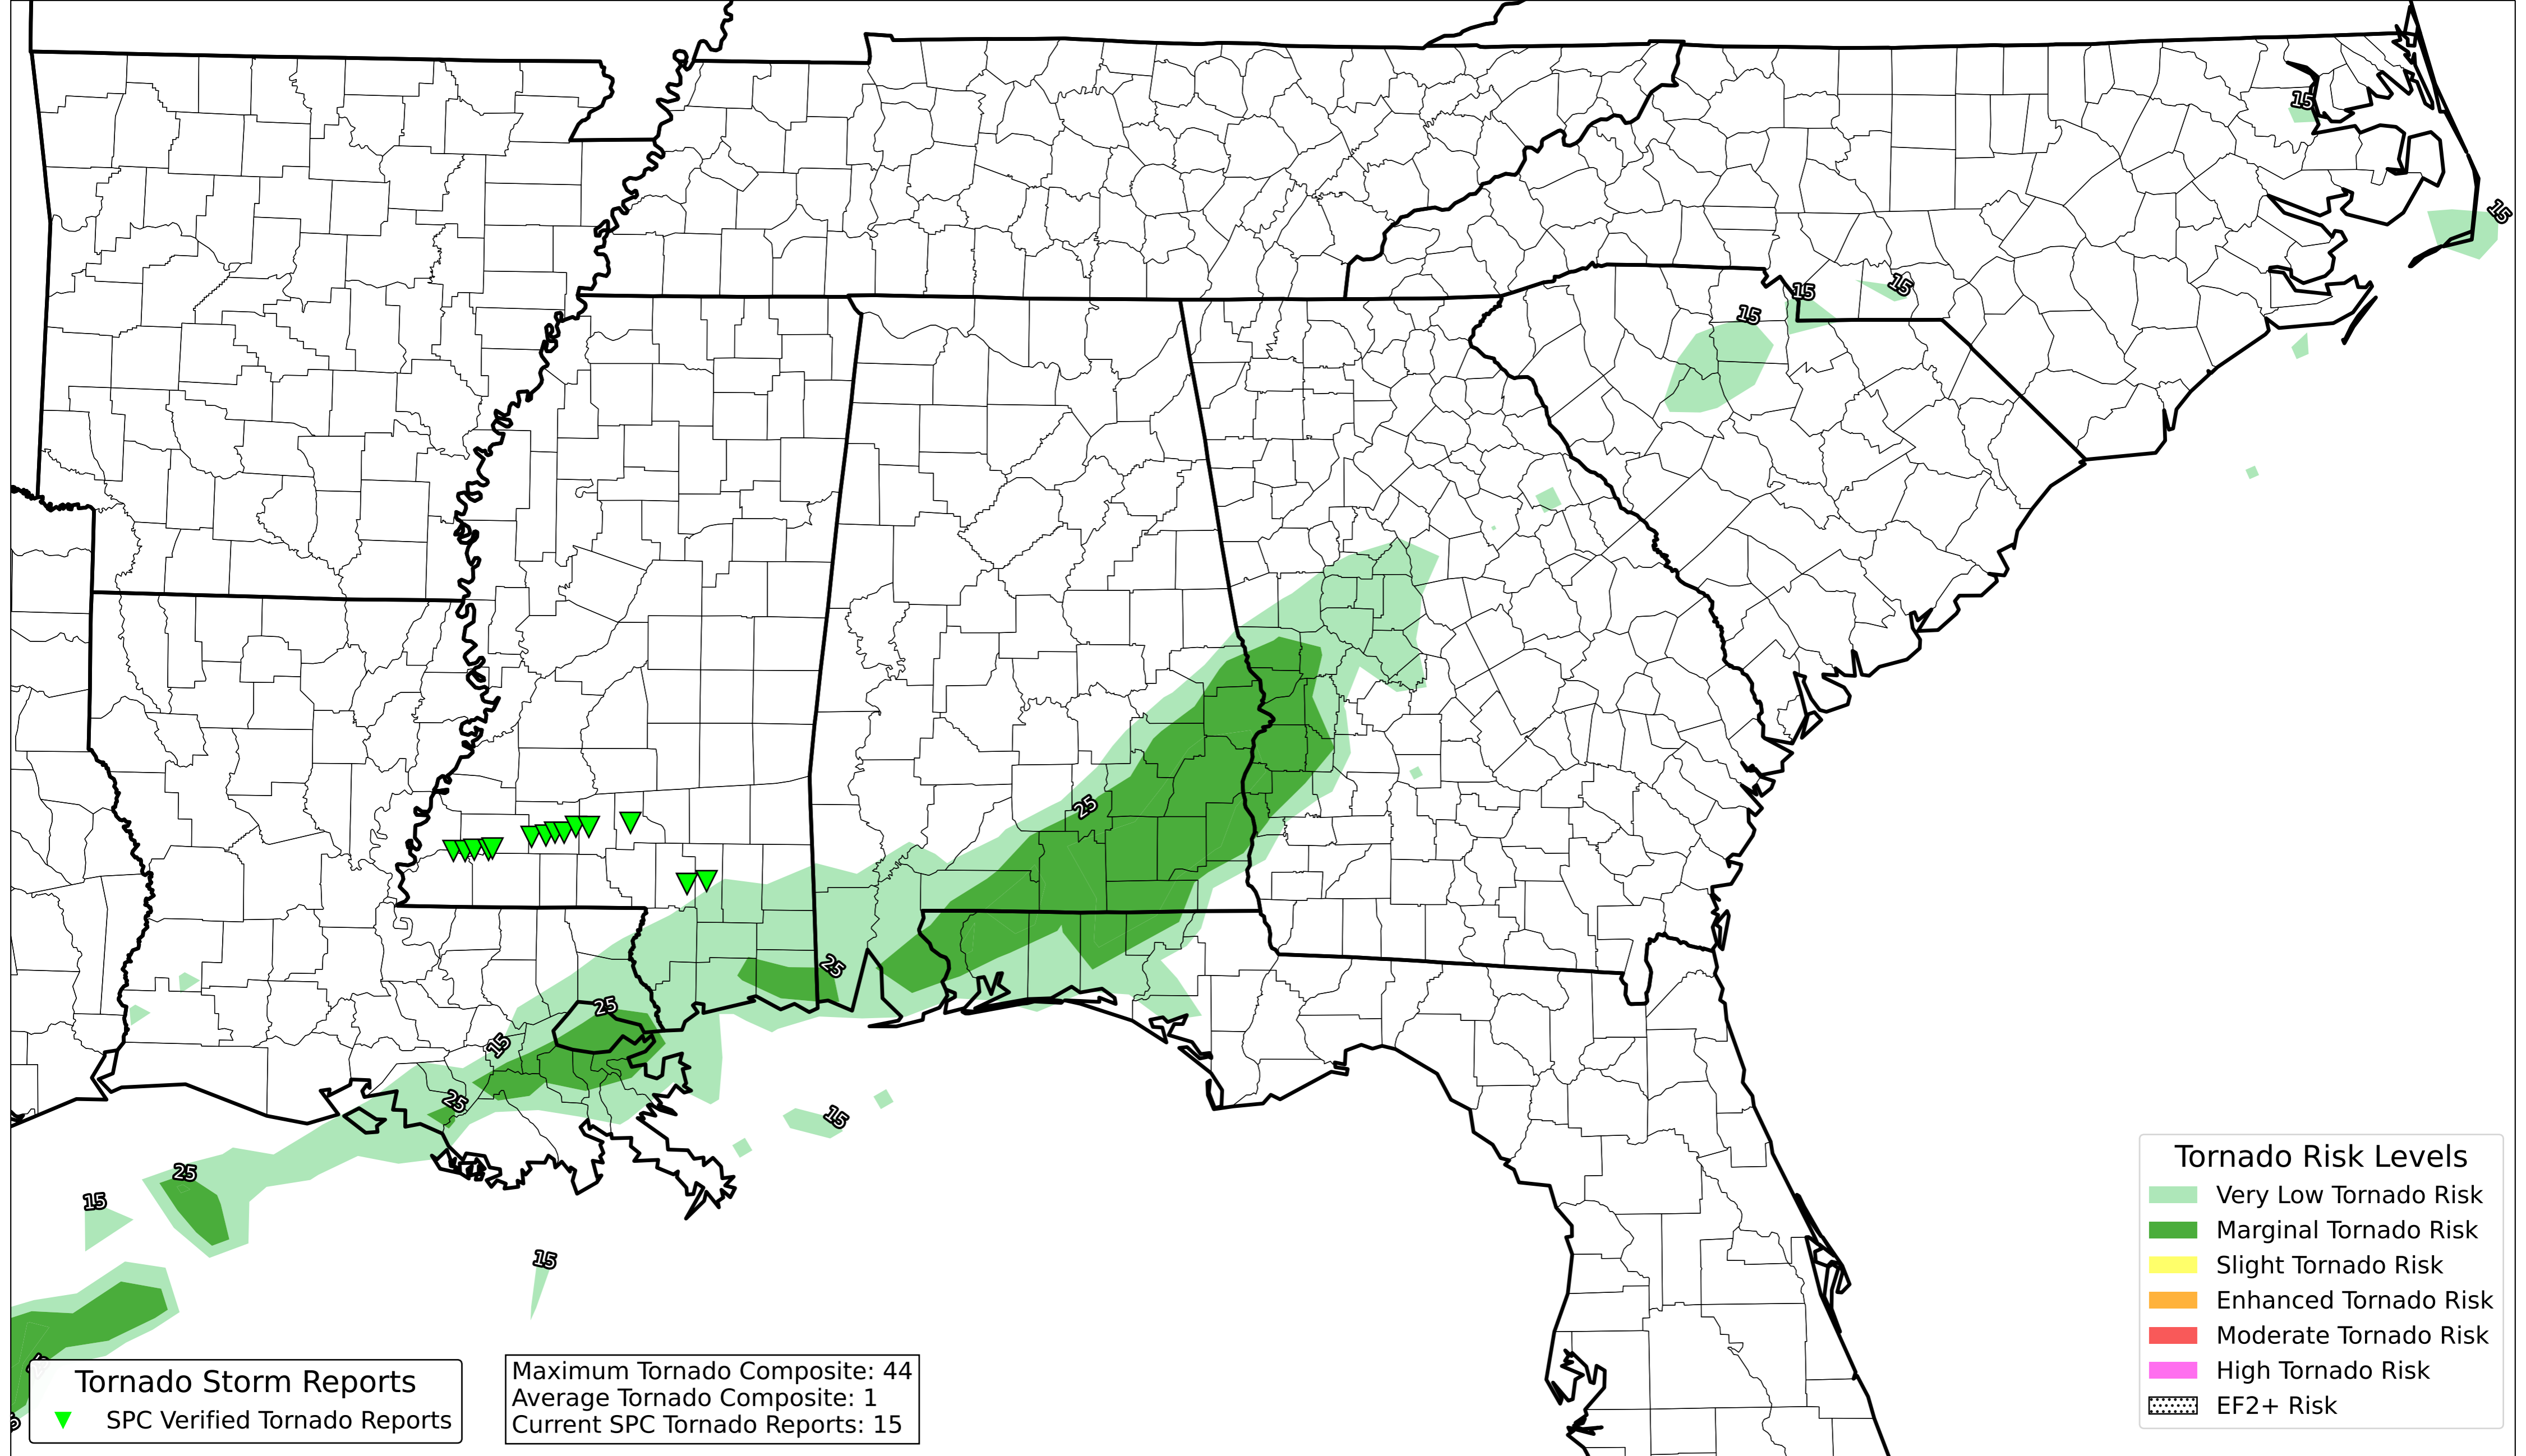 15
15
15
15
15
25
25
25
15
25
15
25
15
15
Tornado Risk Levels
Very Low Tornado Risk
Marginal Tornado Risk
Slight Tornado Risk
Enhanced Tornado Risk
Moderate Tornado Risk
High Tornado Risk
EF2+ Risk
Tornado Storm Reports
SPC Verified Tornado Reports
Maximum Tornado Composite: 44
Average Tornado Composite: 1
Current SPC Tornado Reports: 15